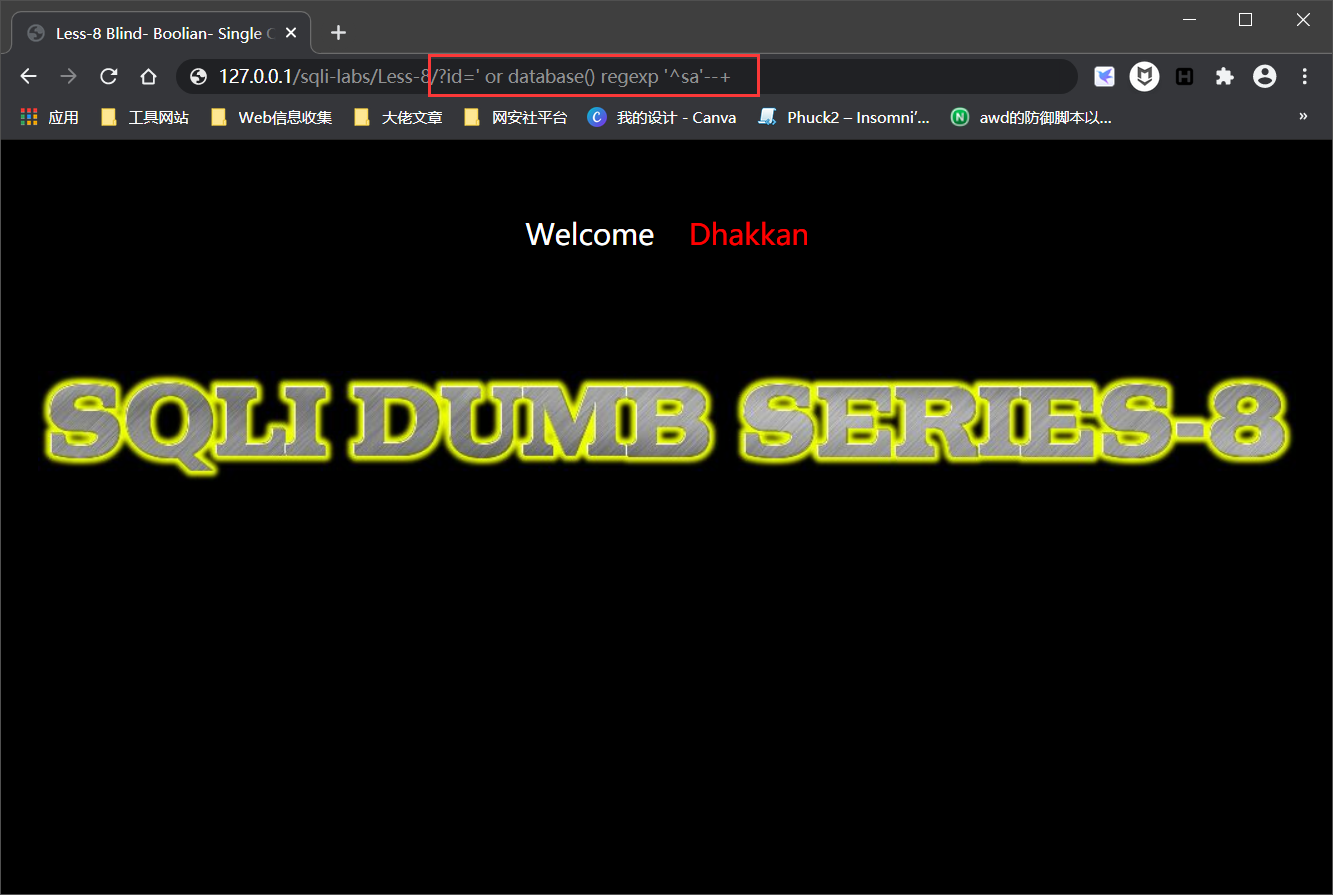 Less-8 Blind- Boolian- Single
127.0.0.1/sqli-labs/Less-8/?id=' or database() regexp '^sa'--+
应用 工具网站 Web信息收集 大佬文章 网安社平台 C 我的设计 - Canva Phuck2 – Insomni’... N awd的防御脚本以... »
Welcome Dhakkan
SQLI DUMB SERIES-8